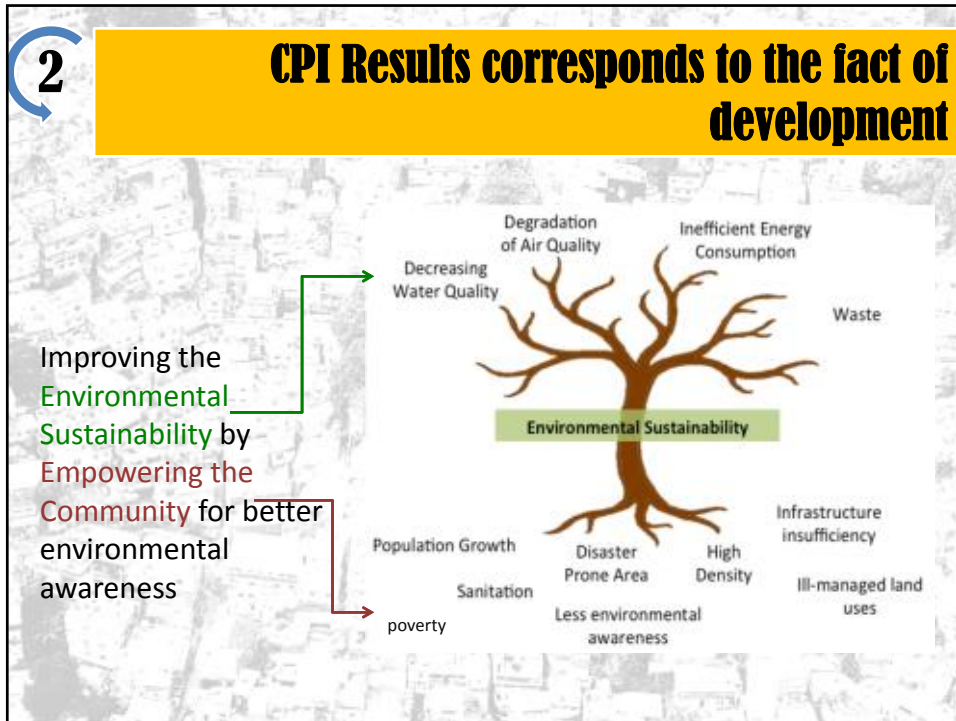 2
CPI Results corresponds to the fact of
development
Improving the
Environmental
Sustainability by
Empowering the
Community for better
environmental
awareness
Degradation
of Air Quality
Inefficient Energy
Consumption
Decreasing
Water Quality
Waste
Environmental Sustainability
Infrastructure
insufficiency
Population Growth
Disaster
Prone Area
High
Density
Sanitation
Ill-managed land
uses
Less environmental
awareness
poverty